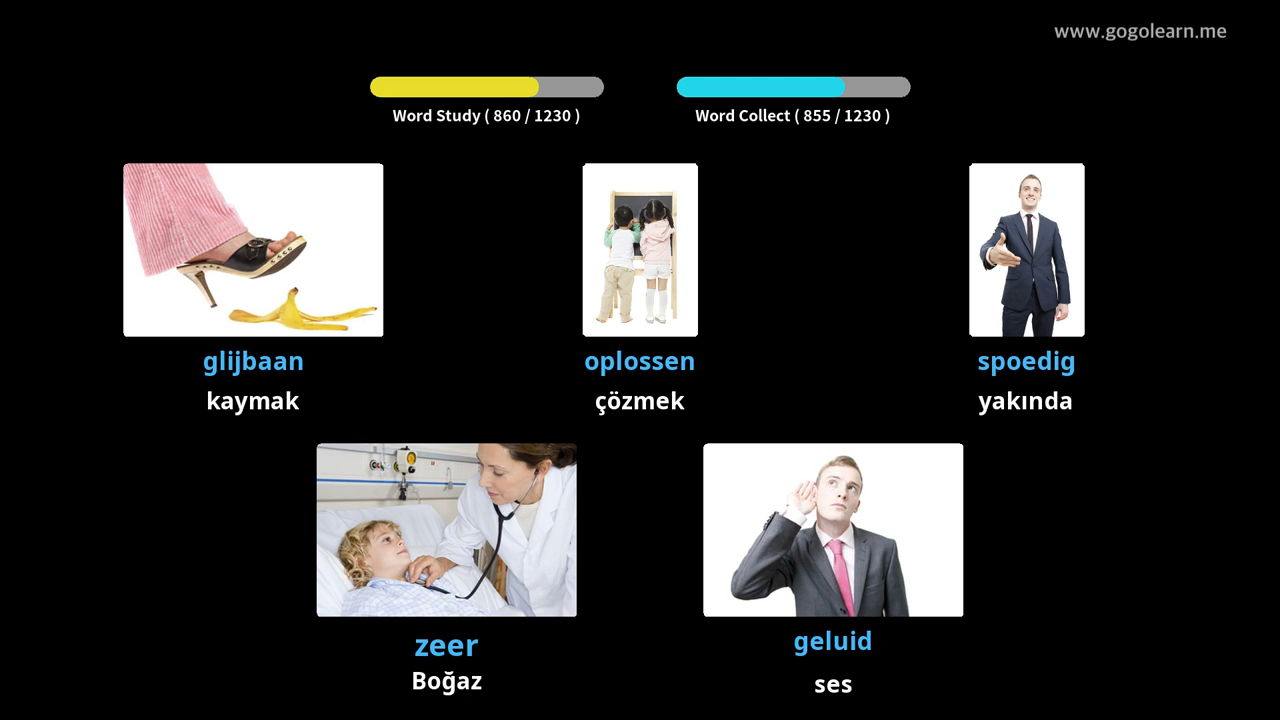 www.gogolearn.me
Word Study ( 860 / 1230 )
Word Collect ( 855 / 1230 )
glijbaan
kaymak
oplossen
çözmek
spoedig
yakında
zeer
Boğaz
geluid
ses